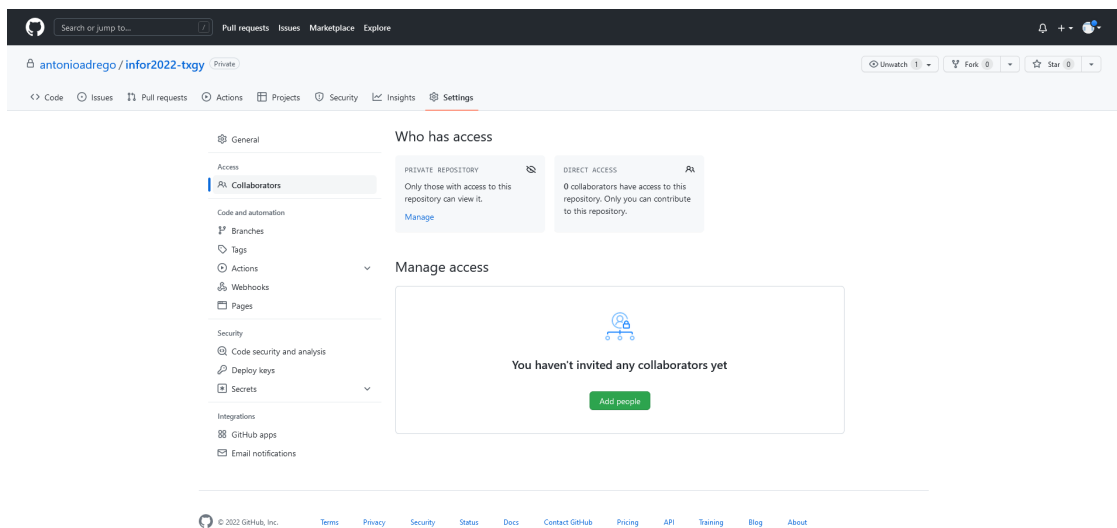 Search or jump to...
/
Pull requests Issues Marketplace Explore
antonioadrego / infor2022-txgy Private
Unwatch 1
Fork 0
Star 0
Code Issues Pull requests Actions Projects Security Insights Settings
General
Access
Collaborators
Code and automation
Branches
Tags
Actions
Webhooks
Pages
Security
Code security and analysis
Deploy keys
Secrets
Integrations
GitHub apps
Email notifications
Who has access
PRIVATE REPOSITORY
Only those with access to this
repository can view it.
Manage
DIRECT ACCESS
0 collaborators have access to this
repository. Only you can contribute
to this repository.
Manage access
You haven't invited any collaborators yet
Add people
© 2022 GitHub, Inc. Terms Privacy Security Status Docs Contact GitHub Pricing API Training Blog About